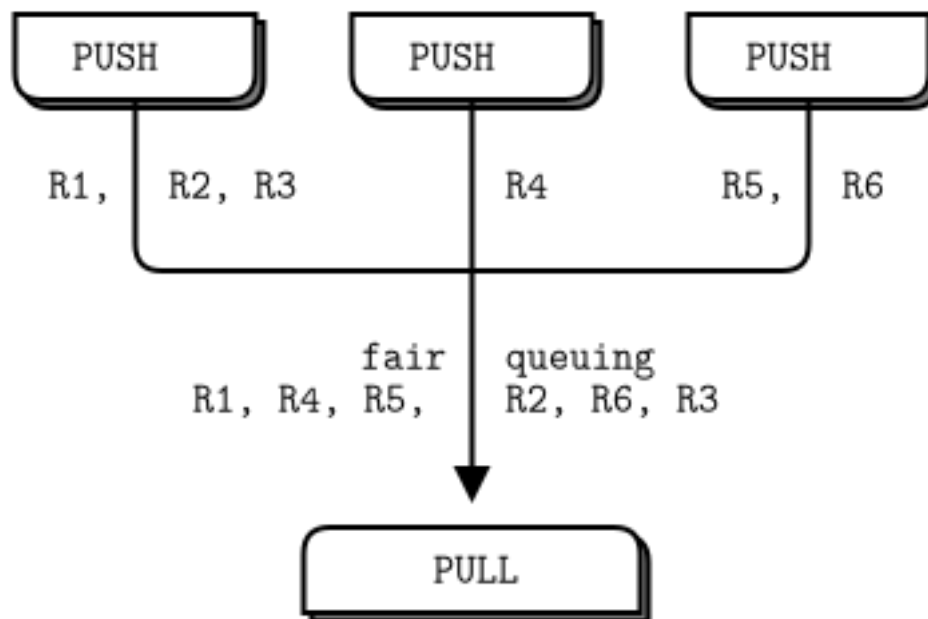 PUSH PUSH PUSH
R1, R2, R3 R4 R5, R6
fair queuing
R1, R4, R5, R2, R6, R3
PULL